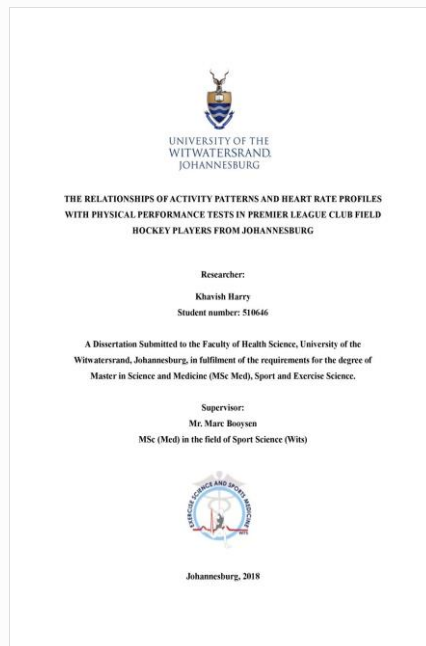 UNIVERSITY OF THE
WITWATERSRAND,
JOHANNESBURG
THE RELATIONSHIPS OF ACTIVITY PATTERNS AND HEART RATE PROFILES
WITH PHYSICAL PERFORMANCE TESTS IN PREMIER LEAGUE CLUB FIELD
HOCKEY PLAYERS FROM JOHANNESBURG
Researcher:
Khavish Harry
Student number: 510646
A Dissertation Submitted to the Faculty of Health Science, University of the
Witwatersrand, Johannesburg, in fulfilment of the requirements for the degree of
Master in Science and Medicine (MSc Med), Sport and Exercise Science.
Supervisor:
Mr. Marc Booysen
MSc (Med) in the field of Sport Science (Wits)
EXERCISE SCIENCE AND SPORTS MEDICINE
WITS
Johannesburg, 2018